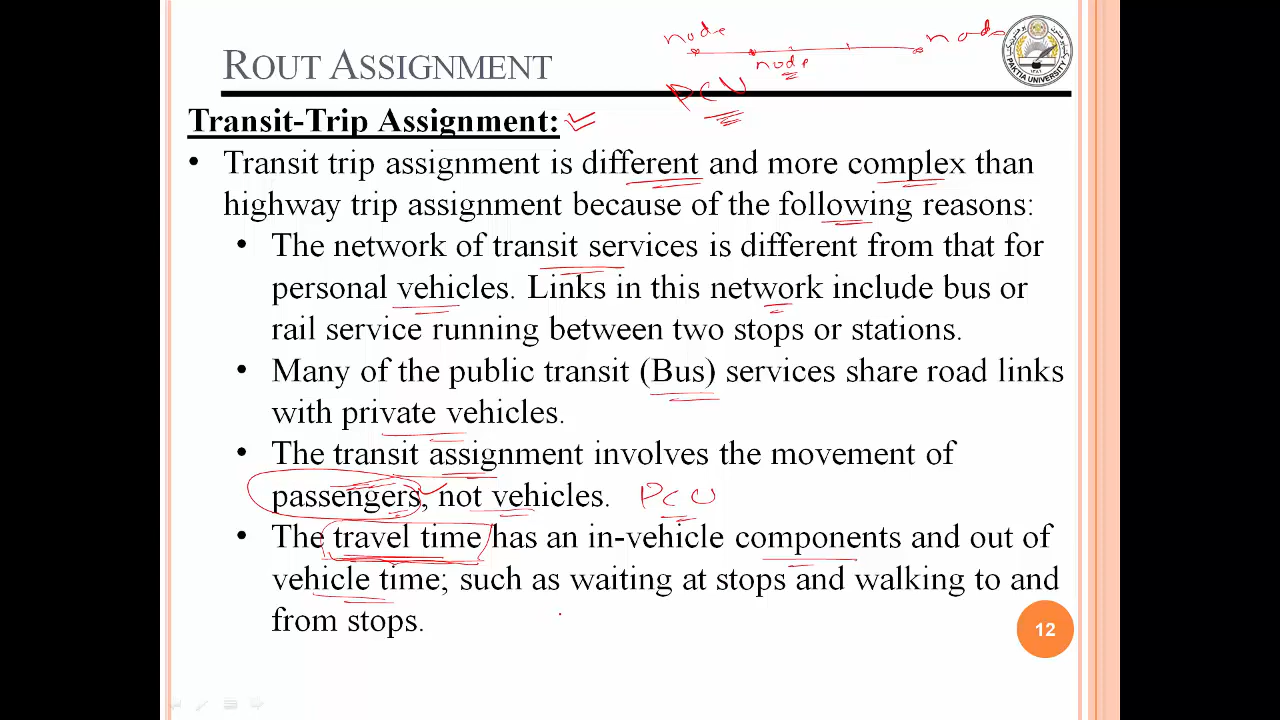 node
node
node
ROUT ASSIGNMENT
PCU
Transit-Trip Assignment:
• Transit trip assignment is different and more complex than
highway trip assignment because of the following reasons:
• The network of transit services is different from that for
personal vehicles. Links in this network include bus or
rail service running between two stops or stations.
• Many of the public transit (Bus) services share road links
with private vehicles.
• The transit assignment involves the movement of
passengers, not vehicles. PCU
• The travel time has an in-vehicle components and out of
vehicle time; such as waiting at stops and walking to and
from stops.
12
PAKTIA UNIVERSITY